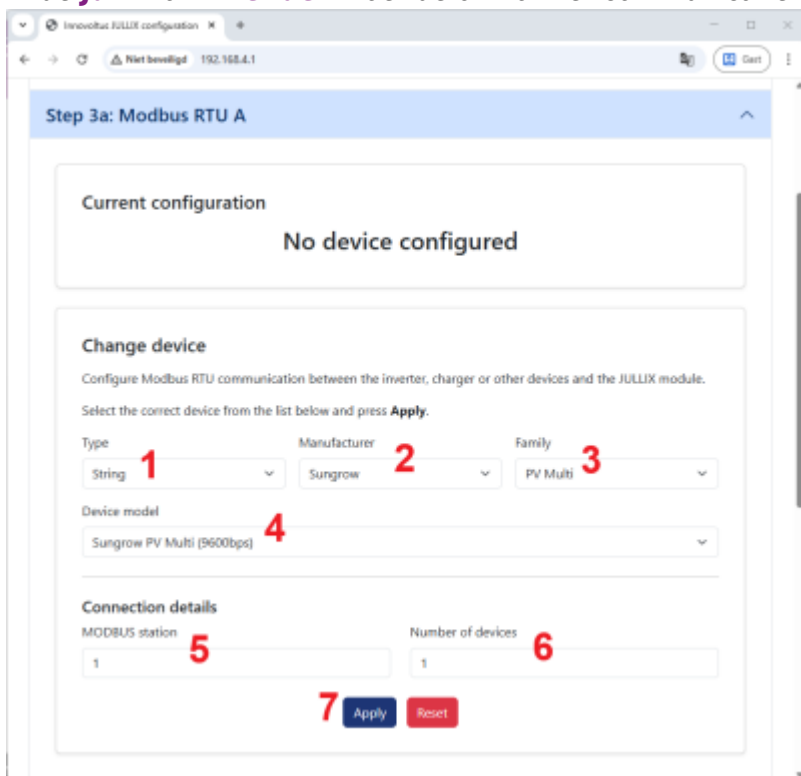 Innovoltus JULLIX configuration
Niet beveiligd 192.168.4.1
Gast
Step 3a: Modbus RTU A
Current configuration
No device configured
Change device
Configure Modbus RTU communication between the inverter, charger or other devices and the JULLIX module.
Select the correct device from the list below and press Apply.
Type Manufacturer Family
1 2 3
String Sungrow PV Multi
Device model
4
Sungrow PV Multi (9600bps)
Connection details
MODBUS station Number of devices
5 6
1 1
7 Apply Reset